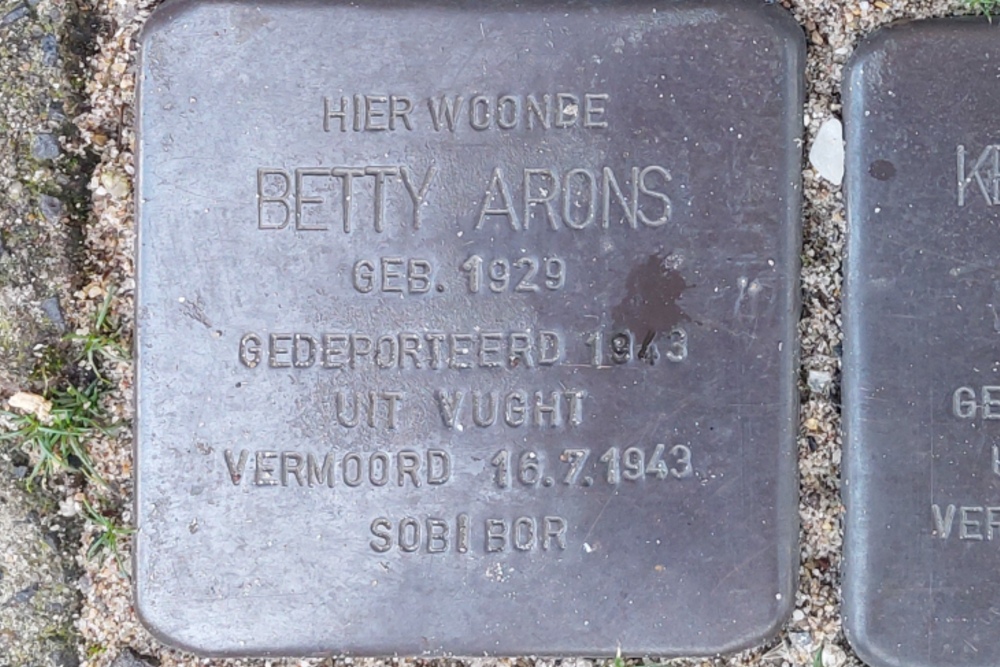 HIER WOONDE
BETTY ARONS
GEB. 1929
GEDEPORTEERD 1943
UIT VUGHT
VERMOORD 16.7.1943
SOBIBOR